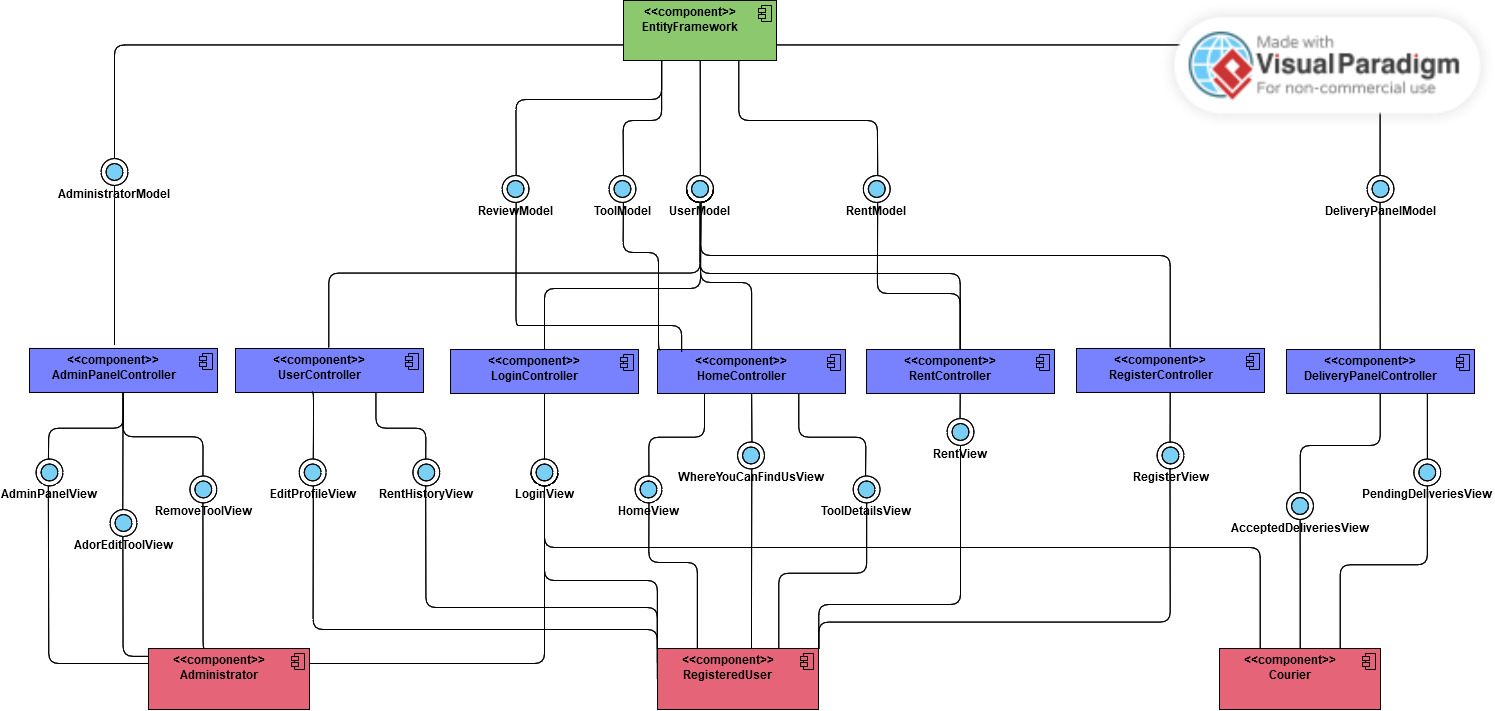 <<component>>
EntityFramework
Made with
Visual Paradigm
For non-commercial use
AdministratorModel
ReviewModel
ToolModel
UserModel
RentModel
DeliveryPanelModel
<<component>>
AdminPanelController
<<component>>
UserController
<<component>>
LoginController
<<component>>
HomeController
<<component>>
RentController
<<component>>
RegisterController
<<component>>
DeliveryPanelController
AdminPanelView
RemoveToolView
AdorEditToolView
EditProfileView
RentHistoryView
LoginView
HomeView
WhereYouCanFindUsView
ToolDetailsView
RentView
RegisterView
AcceptedDeliveriesView
PendingDeliveriesView
<<component>>
Administrator
<<component>>
RegisteredUser
<<component>>
Courier